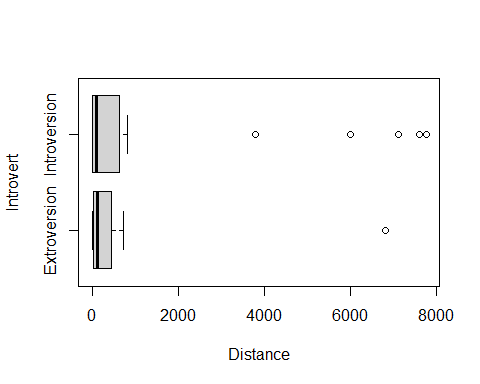 Introvert
Introversion
Extroversion
0 2000 4000 6000 8000
Distance